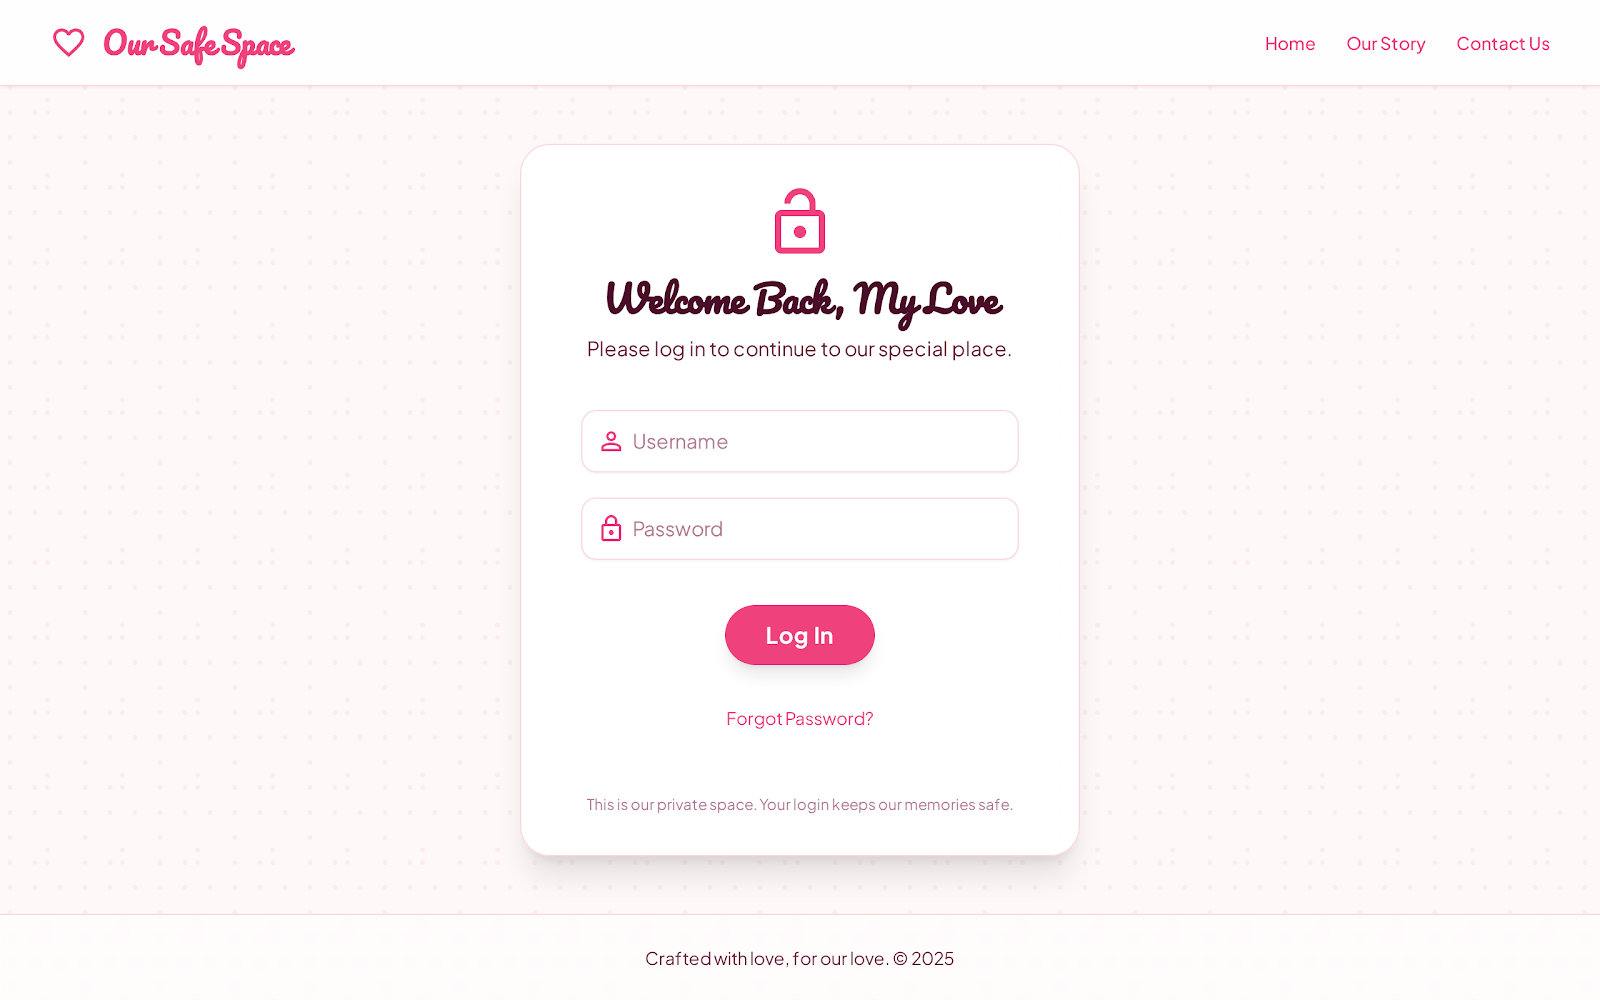 Our Safe Space
Home
Our Story
Contact Us
Welcome Back, My Love
Please log in to continue to our special place.
Username
Password
Log In
Forgot Password?
This is our private space. Your login keeps our memories safe.
Crafted with love, for our love. © 2025